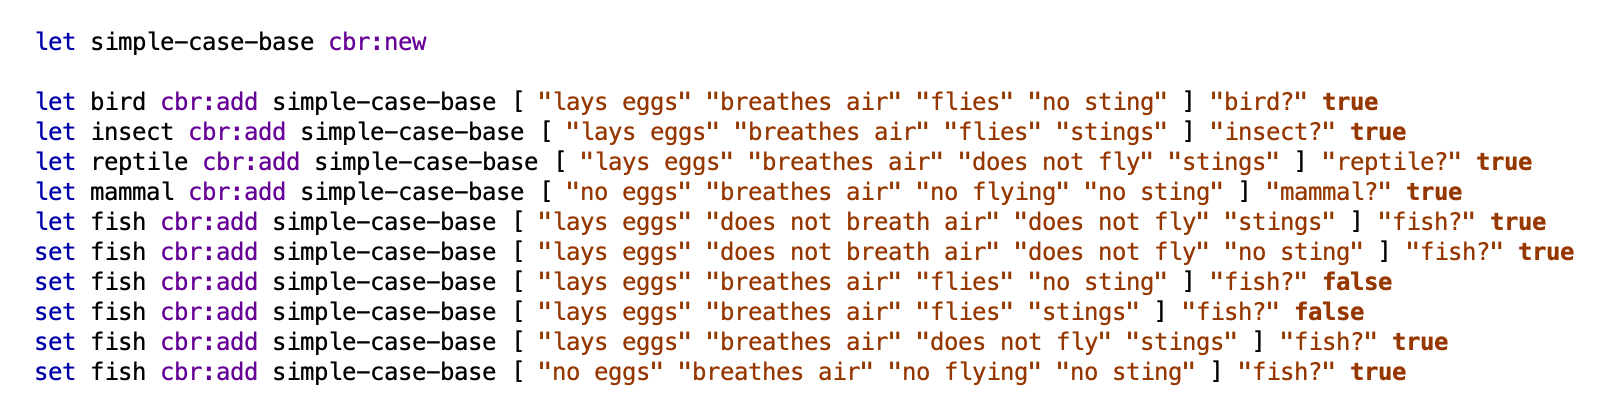 let simple-case-base cbr:new
let bird cbr:add simple-case-base [ "lays eggs" "breathes air" "flies" "no sting" ] "bird?" true
let insect cbr:add simple-case-base [ "lays eggs" "breathes air" "flies" "stings" ] "insect?" true
let reptile cbr:add simple-case-base [ "lays eggs" "breathes air" "does not fly" "stings" ] "reptile?" true
let mammal cbr:add simple-case-base [ "no eggs" "breathes air" "no flying" "no sting" ] "mammal?" true
let fish cbr:add simple-case-base [ "lays eggs" "does not breath air" "does not fly" "stings" ] "fish?" true
set fish cbr:add simple-case-base [ "lays eggs" "does not breath air" "does not fly" "no sting" ] "fish?" true
set fish cbr:add simple-case-base [ "lays eggs" "breathes air" "flies" "no sting" ] "fish?" false
set fish cbr:add simple-case-base [ "lays eggs" "breathes air" "flies" "stings" ] "fish?" false
set fish cbr:add simple-case-base [ "lays eggs" "breathes air" "does not fly" "stings" ] "fish?" true
set fish cbr:add simple-case-base [ "no eggs" "breathes air" "no flying" "no sting" ] "fish?" true